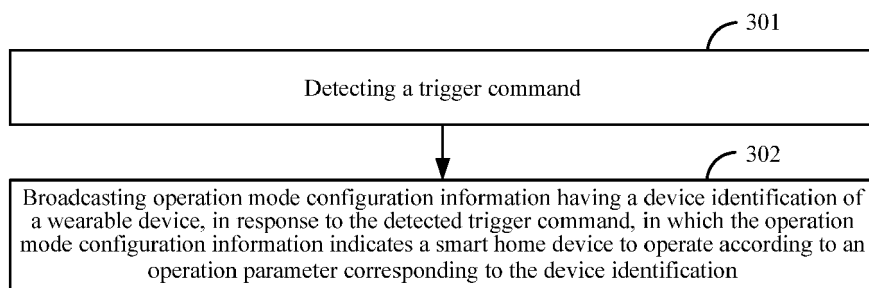 301
Detecting a trigger command
302
Broadcasting operation mode configuration information having a device identification of
a wearable device, in response to the detected trigger command, in which the operation
mode configuration information indicates a smart home device to operate according to an
operation parameter corresponding to the device identification